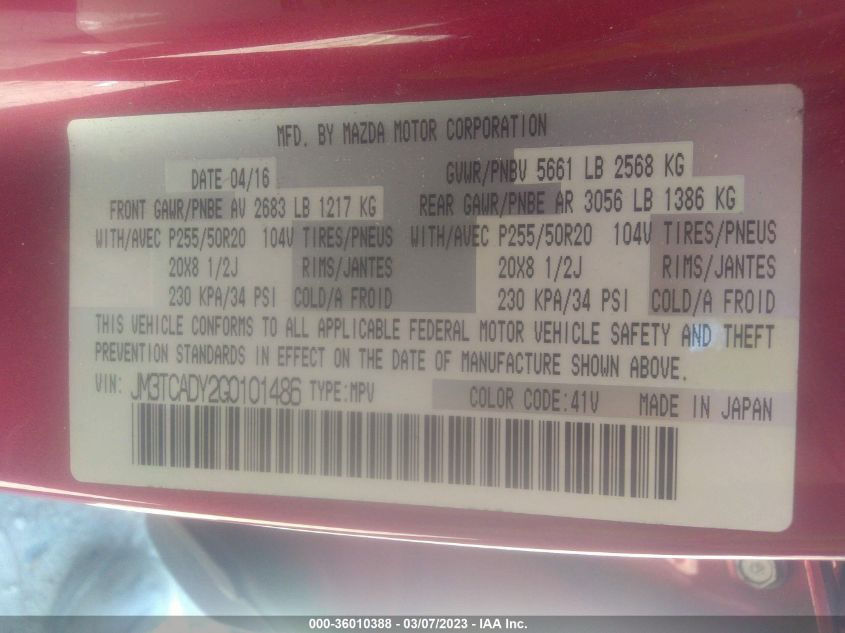 MFD. BY MAZDA MOTOR CORPORATION
DATE 04/16 GVWR/PNBV 5661 LB 2568 KG
FRONT GAWR/PNBE AV 2683 LB 1217 KG REAR GAWR/PNBE AR 3056 LB 1386 KG
WITH/AVEC P255/50R20 104V TIRES/PNEUS WITH/AVEC P255/50R20 104V TIRES/PNEUS
20X8 1/2J RIMS/JANTES 20X8 1/2J RIMS/JANTES
230 KPA/34 PSI COLD/A FROID 230 KPA/34 PSI COLD/A FROID
THIS VEHICLE CONFORMS TO ALL APPLICABLE FEDERAL MOTOR VEHICLE SAFETY AND THEFT
PREVENTION STANDARDS IN EFFECT ON THE DATE OF MANUFACTURE SHOWN ABOVE.
VIN: JM3TCADY2G0101486 TYPE:MPV COLOR CODE:41V MADE IN JAPAN
000-36010388 - 03/07/2023 - IAA Inc.